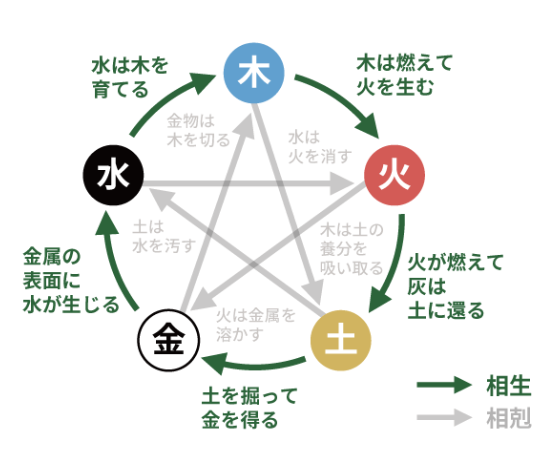 木
水は木を
育てる
木は燃えて
火を生む
金物は
木を切る
水は
火を消す
水
火
土は
水を汚す
木は土の
養分を
吸い取る
金属の
表面に
水が生じる
火が燃えて
灰は
土に還る
火は金属を
溶かす
金
土
土を掘って
金を得る
相生
相剋